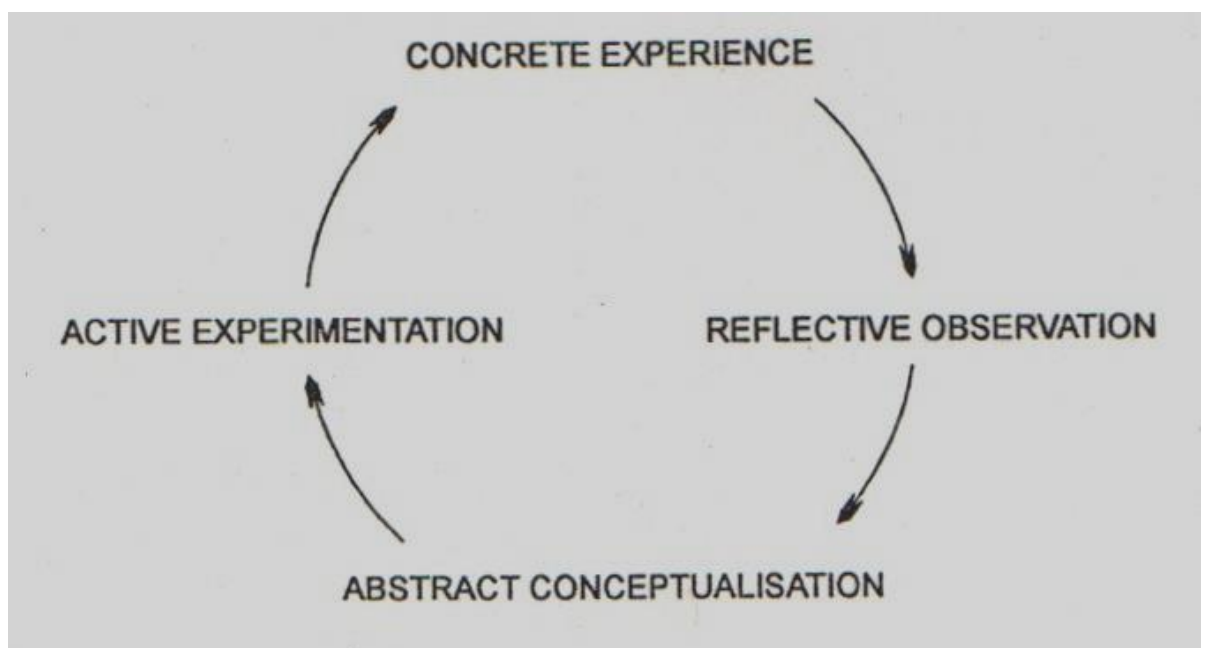 CONCRETE EXPERIENCE
ACTIVE EXPERIMENTATION
REFLECTIVE OBSERVATION
ABSTRACT CONCEPTUALISATION